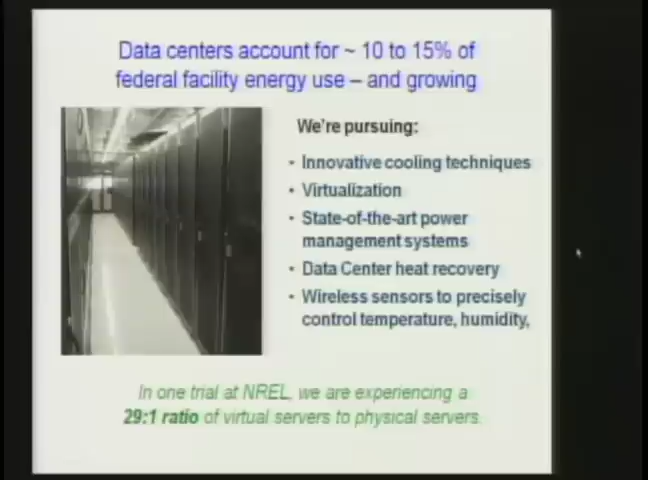 Data centers account for ~ 10 to 15% of
federal facility energy use – and growing
We're pursuing:
• Innovative cooling techniques
• Virtualization
• State-of-the-art power
management systems
• Data Center heat recovery
• Wireless sensors to precisely
control temperature, humidity,
In one trial at NREL, we are experiencing a
29:1 ratio of virtual servers to physical servers.